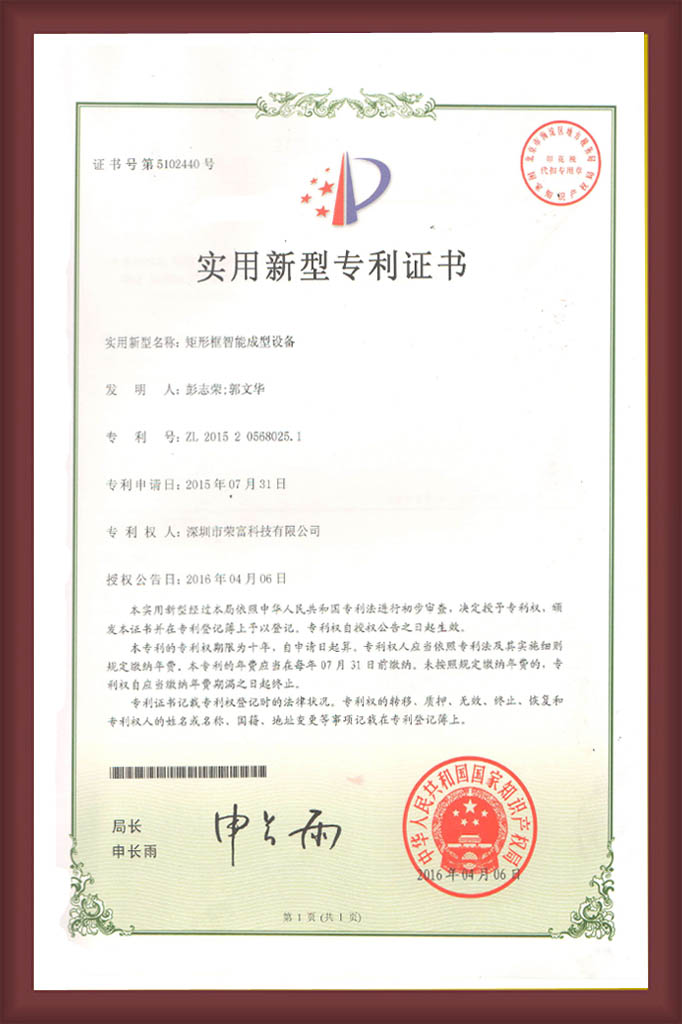 证书号第5102440号
印花税
代扣专用章
实用新型专利证书
实用新型名称：矩形框智能成型设备
发 明 人：彭志荣;郭文华
专 利 号：ZL 2015 2 0568025.1
专利申请日：2015年07月31日
专 利 权 人：深圳市荣富科技有限公司
授权公告日：2016年04月06日
本实用新型经过本局依照中华人民共和国专利法进行初步审查，决定授予专利权，颁
发本证书并在专利登记簿上予以登记。专利权自授权公告之日起生效。
本专利的专利权期限为十年，自申请日起算。专利权人应当依照专利法及其实施细则
规定缴纳年费。本专利的年费应当在每年07月31日前缴纳。未按照规定缴纳年费的，专
利权自应当缴纳年费期满之日起终止。
专利证书记载专利权登记时的法律状况。专利权的转移、质押、无效、终止、恢复和
专利权人的姓名或名称、国籍、地址变更等事项记载在专利登记簿上。
局长
申长雨
申长雨
中华人民共和国国家知识产权局
2016年04月06日
第 1 页 (共 1 页)